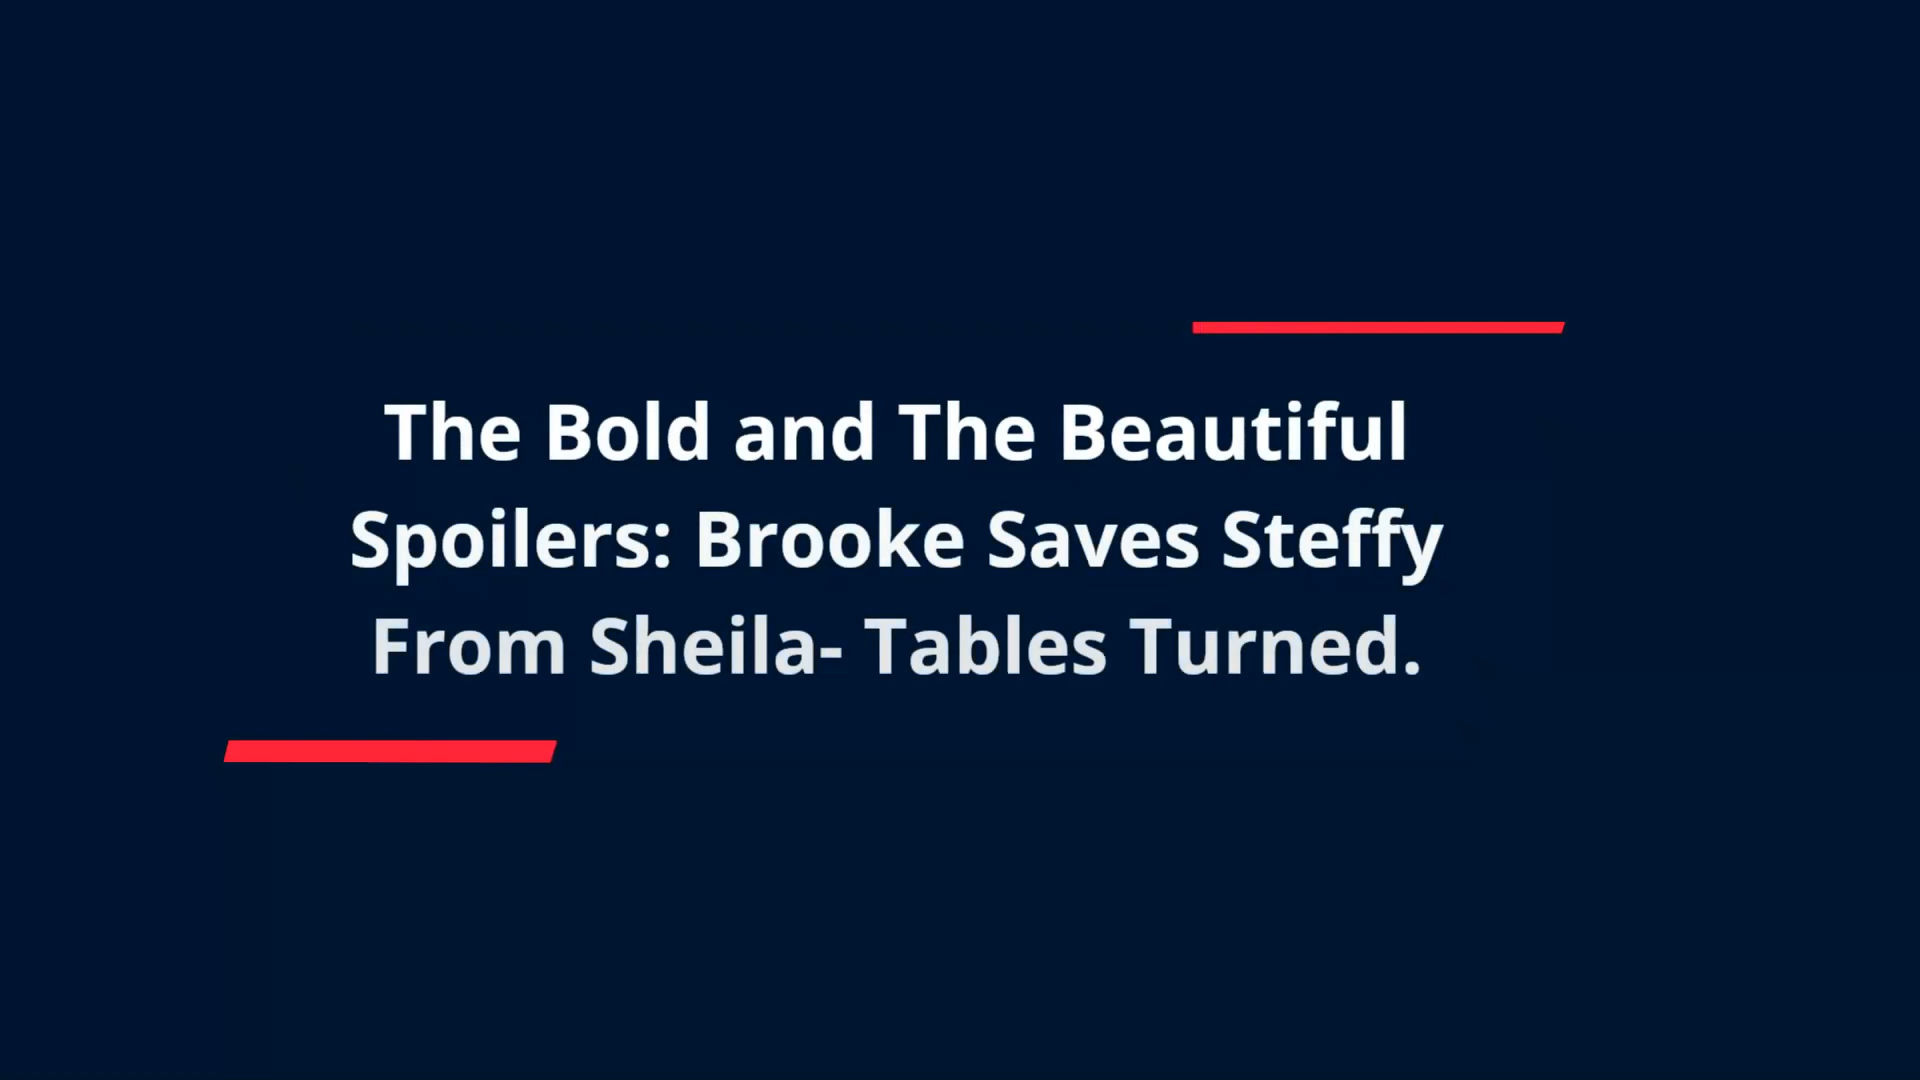 The Bold and The Beautiful
Spoilers: Brooke Saves Steffy
From Sheila- Tables Turned.